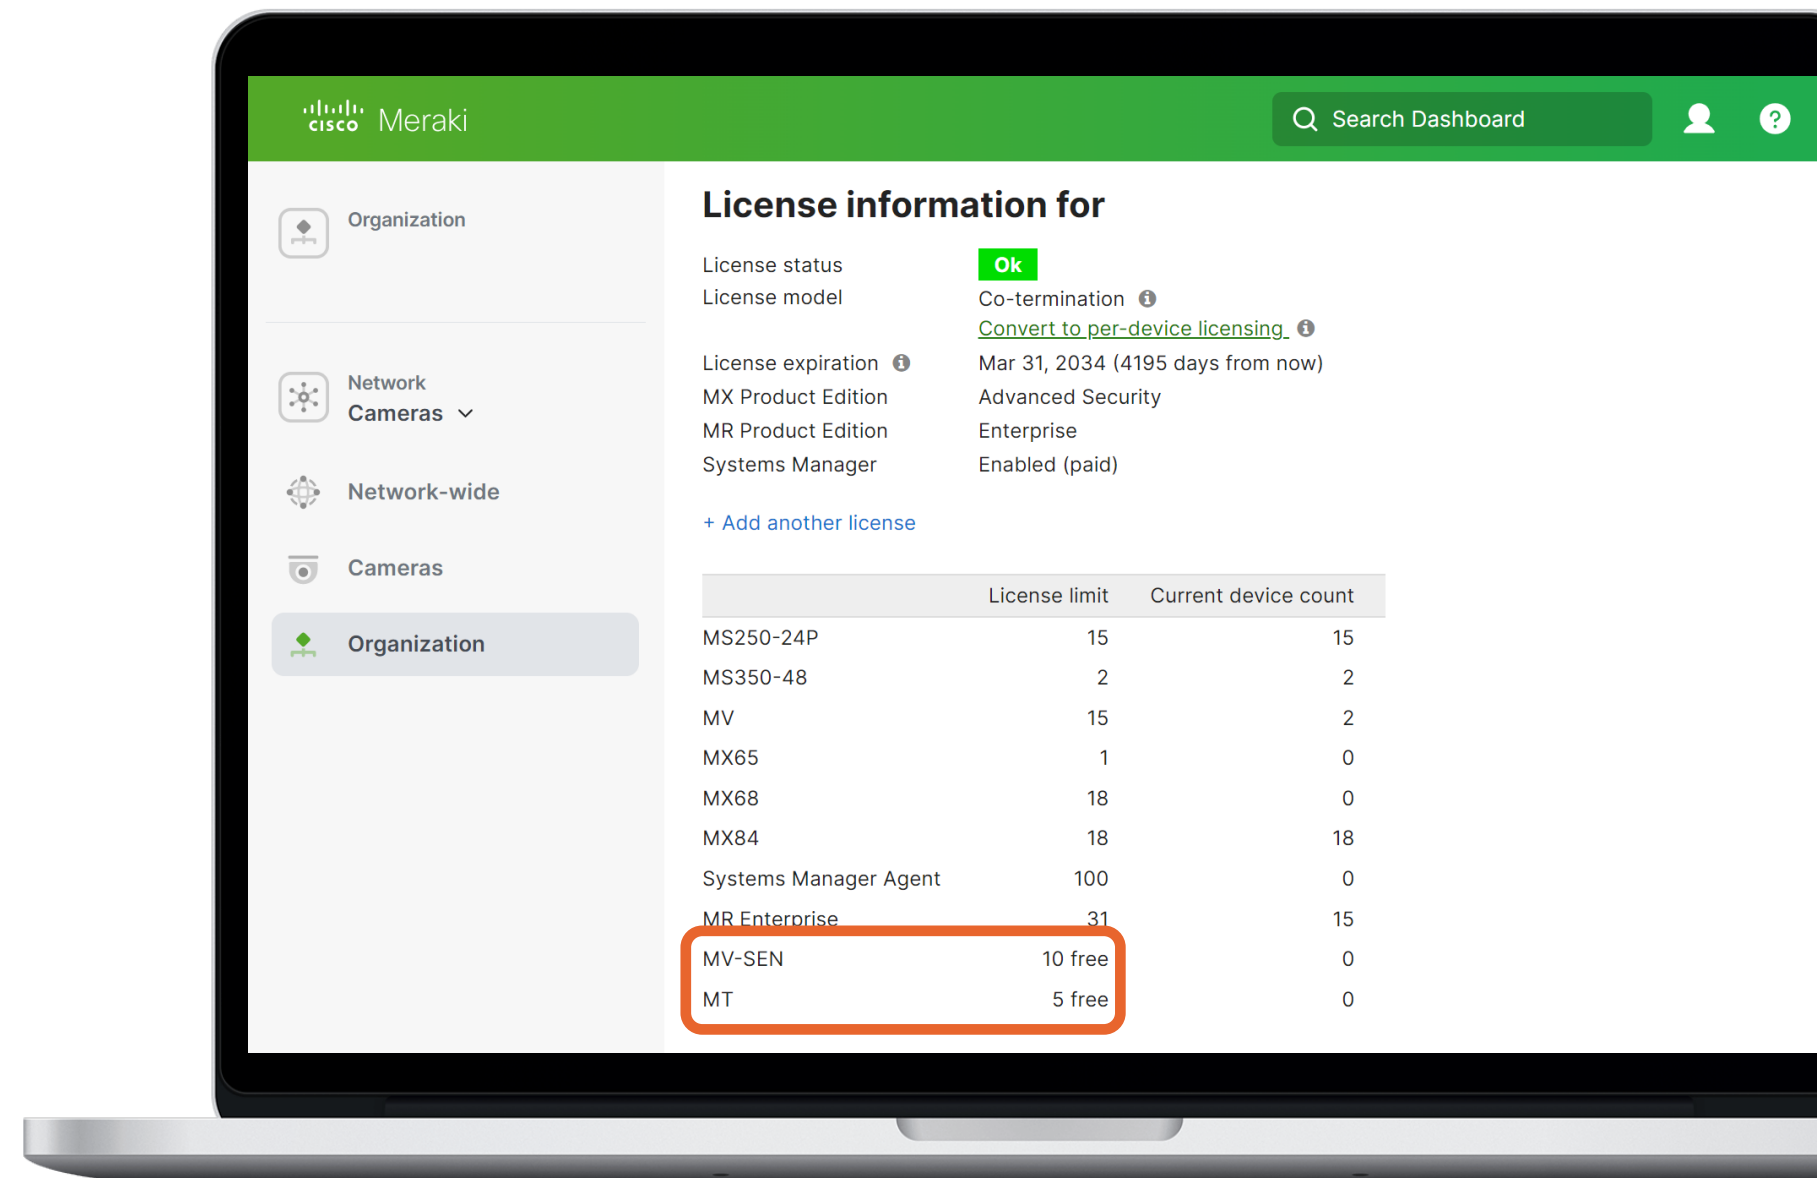 cisco Meraki
Search Dashboard
?
Organization
Network
Cameras
Network-wide
Cameras
Organization
License information for
License status Ok
License model Co-termination i
Convert to per-device licensing i
License expiration i Mar 31, 2034 (4195 days from now)
MX Product Edition Advanced Security
MR Product Edition Enterprise
Systems Manager Enabled (paid)
+ Add another license
License limit Current device count
MS250-24P 15 15
MS350-48 2 2
MV 15 2
MX65 1 0
MX68 18 0
MX84 18 18
Systems Manager Agent 100 0
MR Enterprise 31 15
MV-SEN 10 free 0
MT 5 free 0